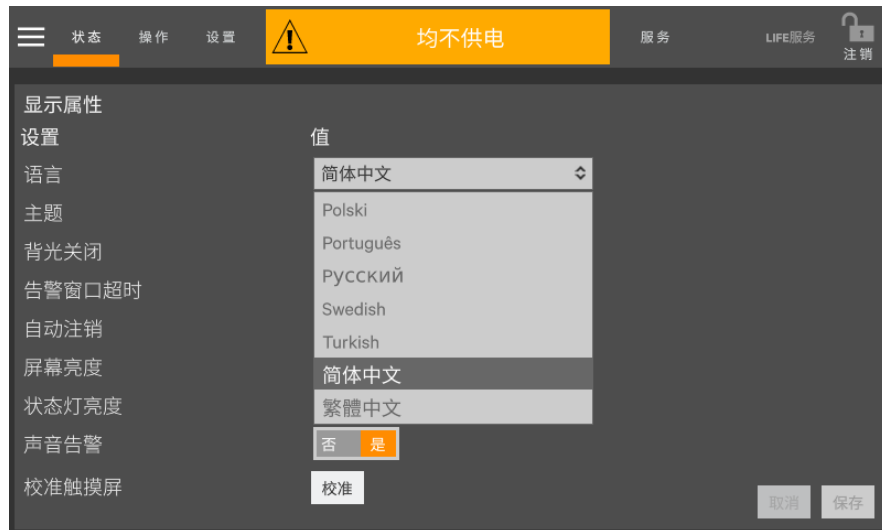 状态 操作 设置 均不供电 服务 LIFE服务 注销
显示属性
设置 值
语言 简体中文
主题 Polski
背光关闭 Português
告警窗口超时 Русский
自动注销 Swedish
屏幕亮度 Turkish
简体中文
状态灯亮度 繁體中文
声音告警 否 是
校准触摸屏 校准
取消 保存